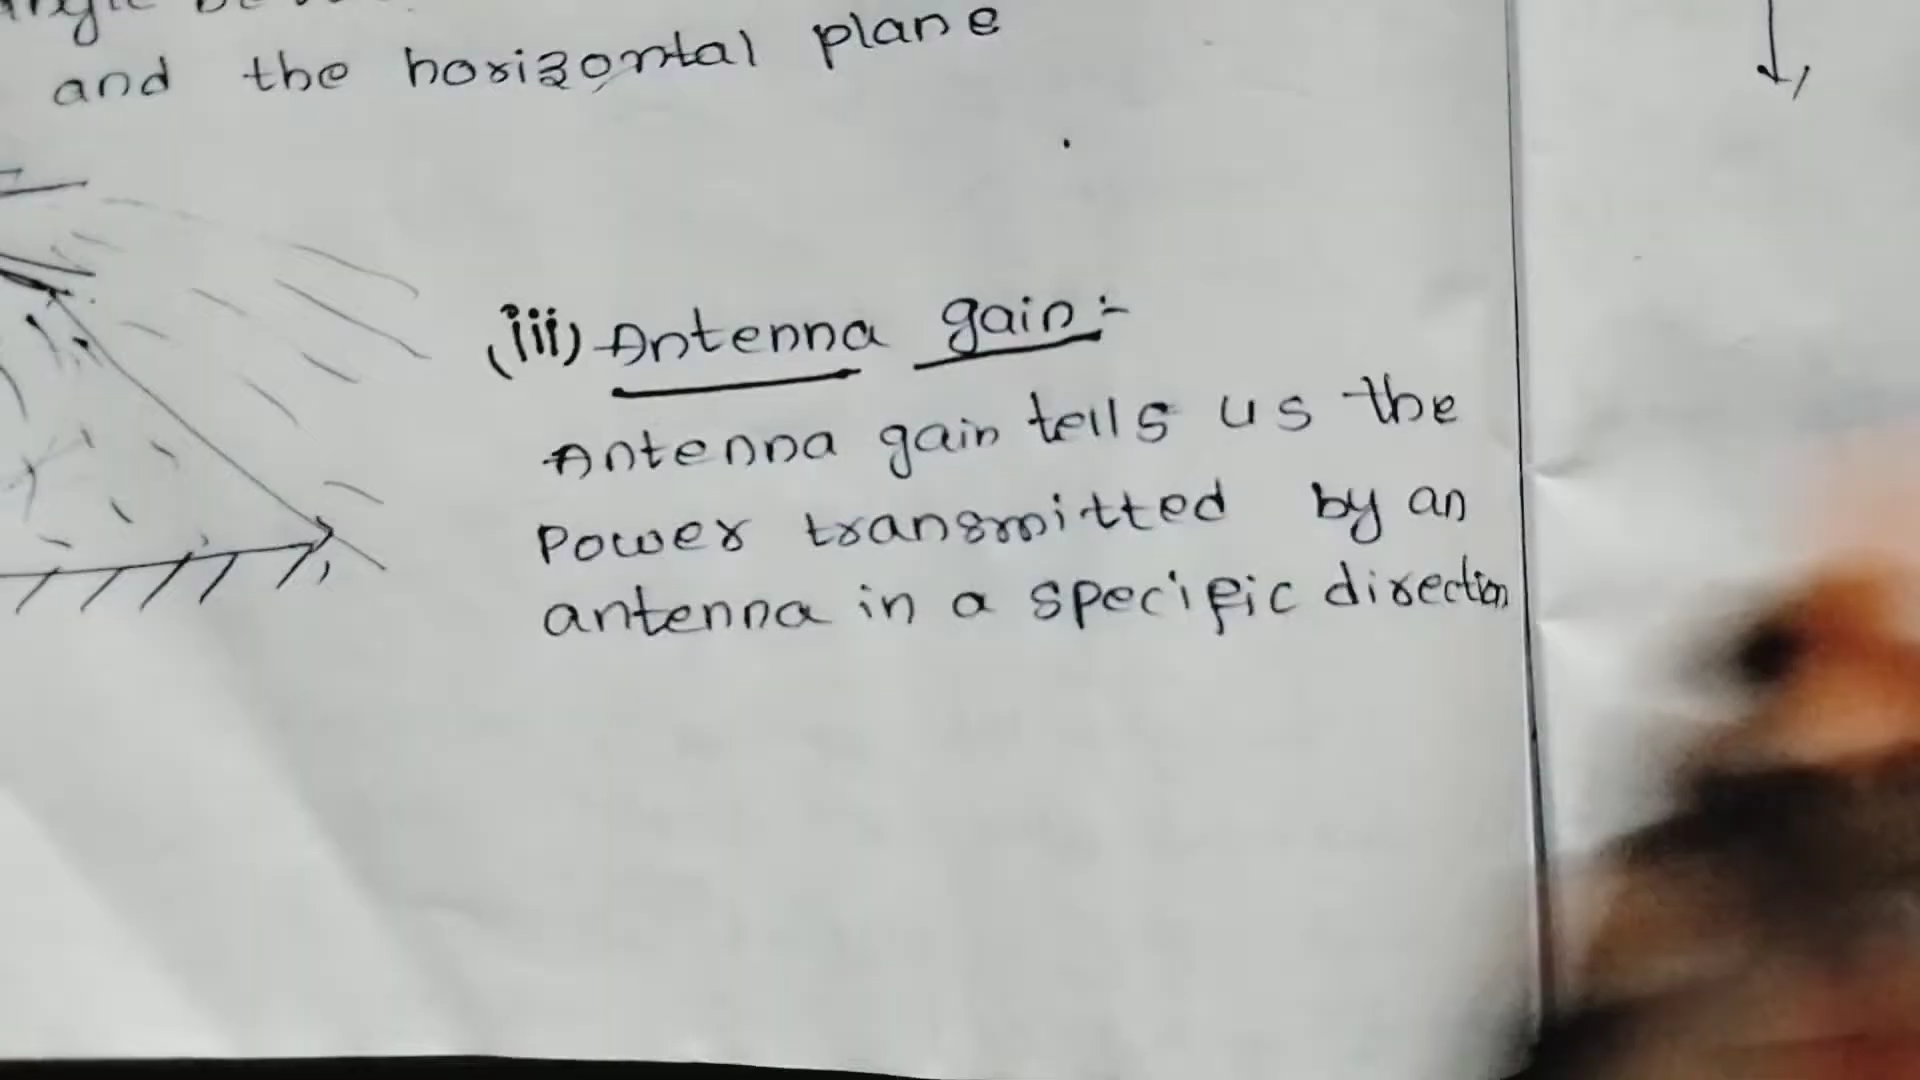 and the horizontal plane
(iii) Antenna gain:-
Antenna gain tells us the
Power transmitted by an
antenna in a specific direction